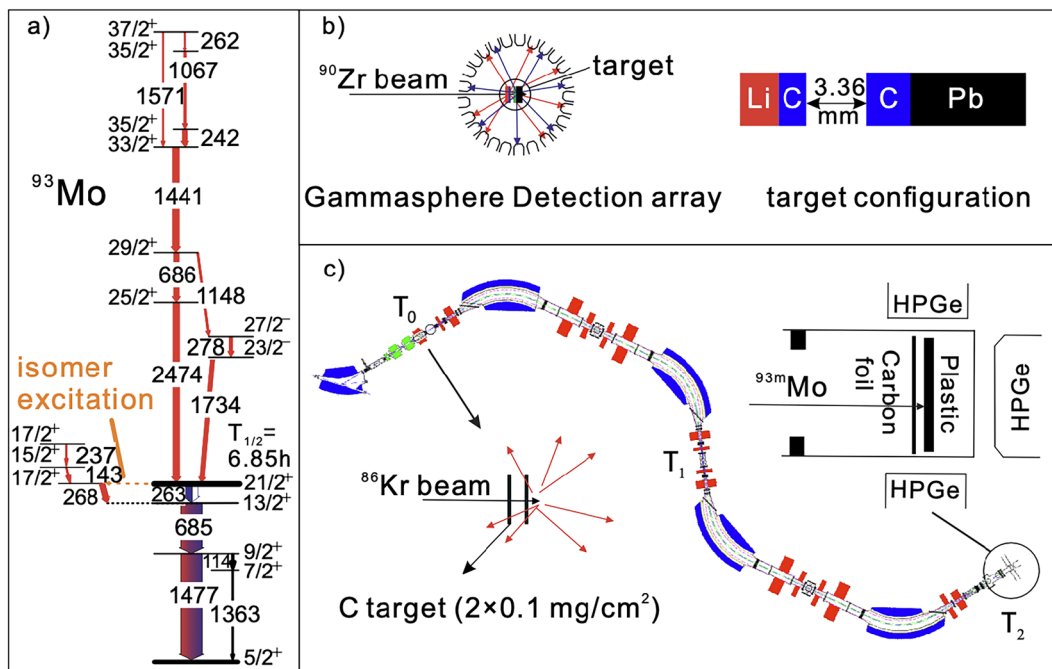 a)
37/2⁺
262
35/2⁺
1067
1571
35/2⁺
242
33/2⁺
⁹³Mo
1441
29/2⁺
686
1148
25/2⁺
27/2⁻
278
23/2⁻
2474
isomer
excitation
1734
T₁/₂=
6.85h
17/2⁺
237
15/2⁺
143
17/2⁺
21/2⁺
268
263
13/2⁺
685
9/2⁺
114
7/2⁺
1477
1363
5/2⁺
b)
⁹⁰Zr beam
target
Gammasphere Detection array
Li
C
3.36
mm
C
Pb
target configuration
c)
T₀
T₁
T₂
⁸⁶Kr beam
C target (2×0.1 mg/cm²)
HPGe
⁹³ᵐMo
Carbon
foil
Plastic
HPGe
HPGe